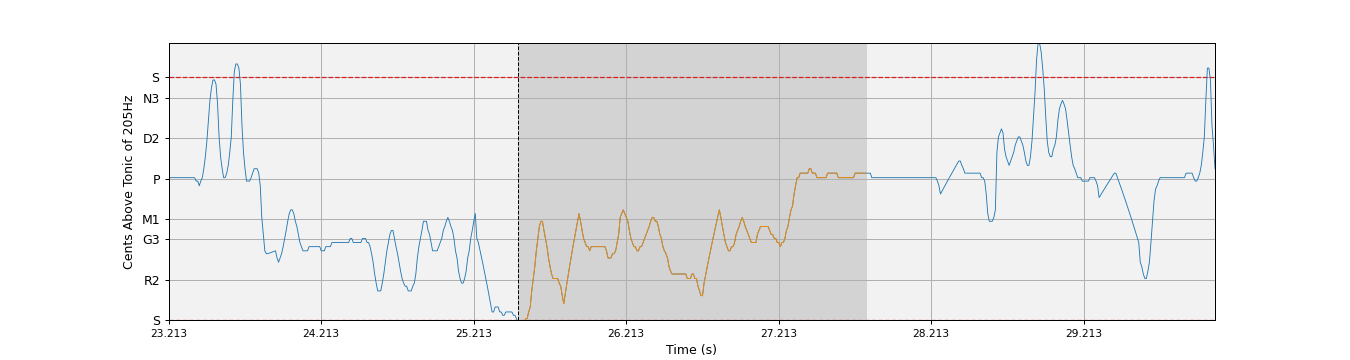 S
N3
D2
P
M1
G3
R2
S
Cents Above Tonic of 205Hz
23.213 24.213 25.213 26.213 27.213 28.213 29.213
Time (s)